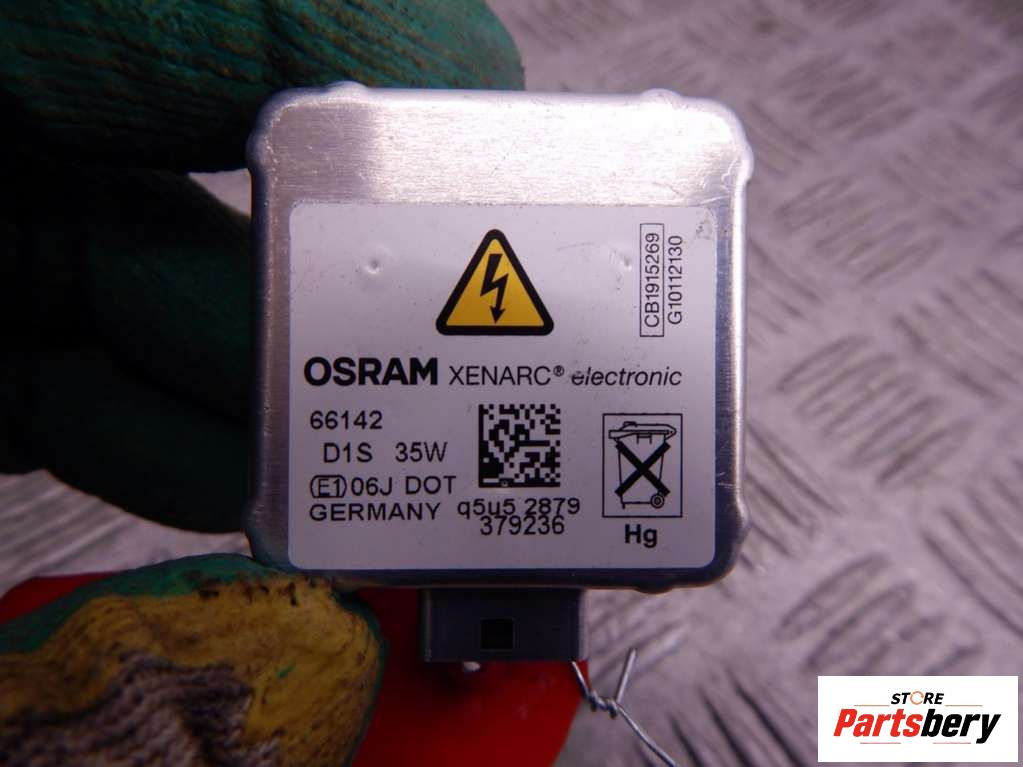 CB1915269
G10112130
OSRAM XENARC® electronic
66142
D1S 35W
E1 06J DOT
GERMANY
q5u5 2879
379236
Hg
STORE
Partsbery